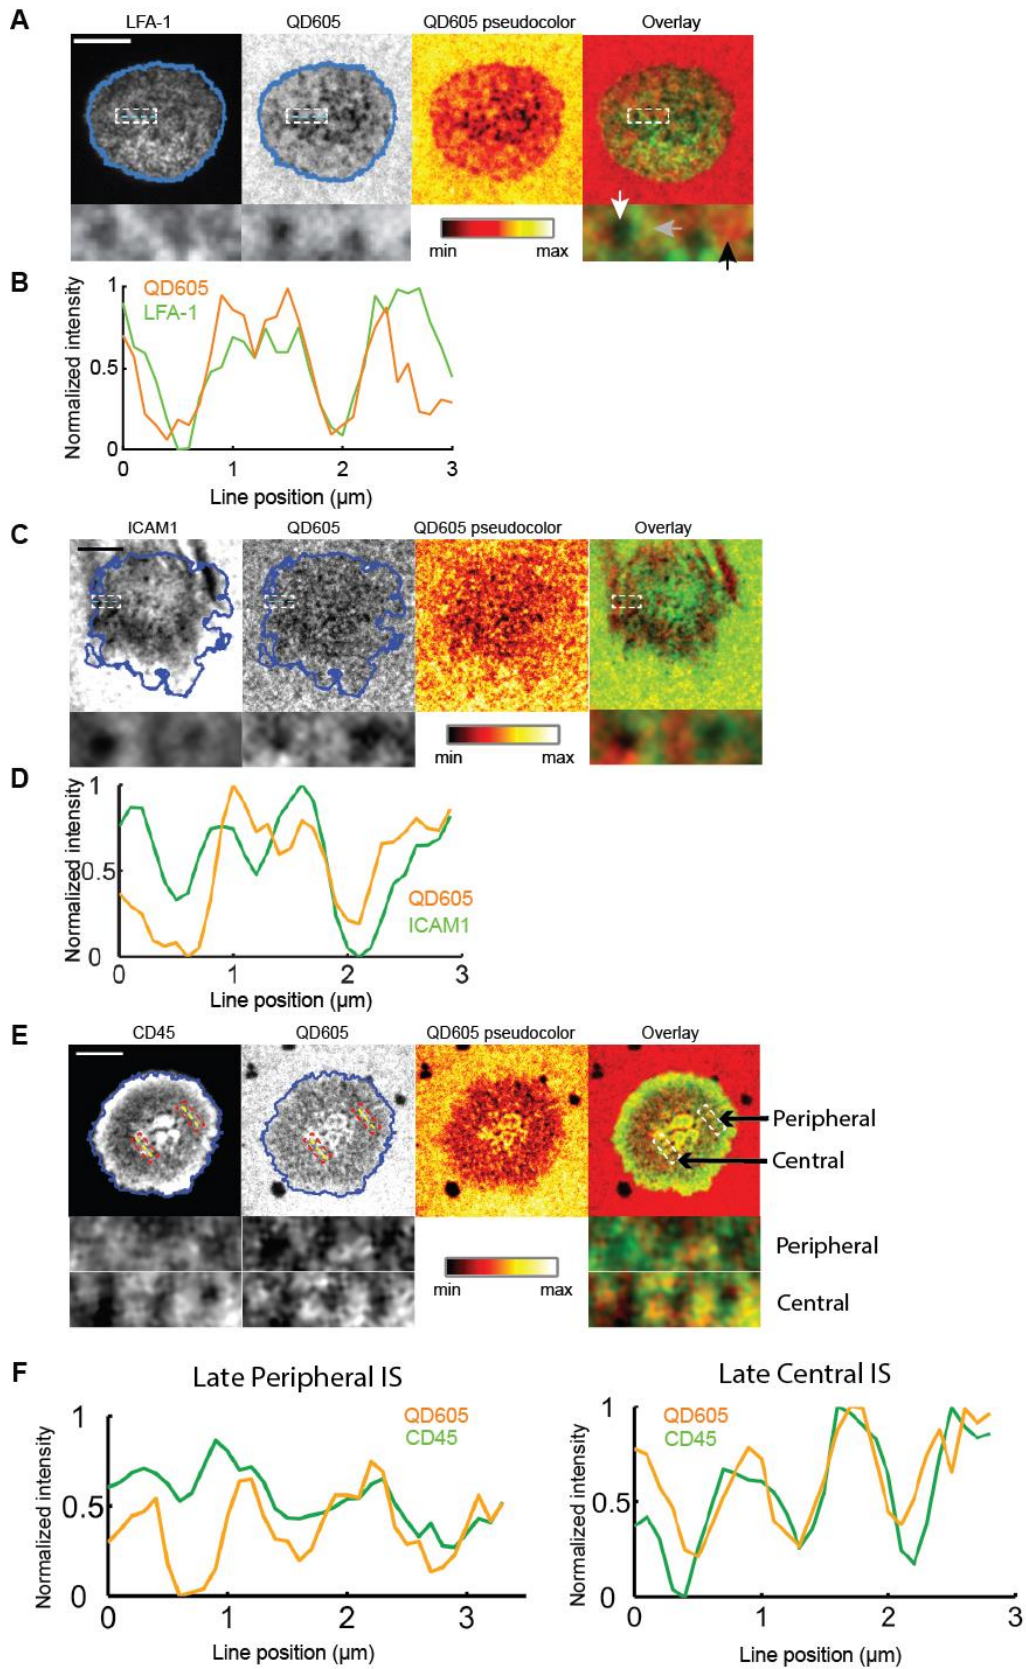 A
LFA-1 QD605 QD605 pseudocolor Overlay
min max
B
Normalized intensity
1
0.5
0
QD605
LFA-1
0 1 2 3
Line position (µm)
C
ICAM1 QD605 QD605 pseudocolor Overlay
min max
D
Normalized intensity
1
0.5
0
QD605
ICAM1
0 1 2 3
Line position (µm)
E
CD45 QD605 QD605 pseudocolor Overlay
Peripheral
Central
Peripheral
min max
Central
F
Late Peripheral IS
Normalized intensity
1
0.5
0
QD605
CD45
0 1 2 3
Line position (µm)
Late Central IS
Normalized intensity
1
0.5
0
QD605
CD45
0 1 2 3
Line position (µm)